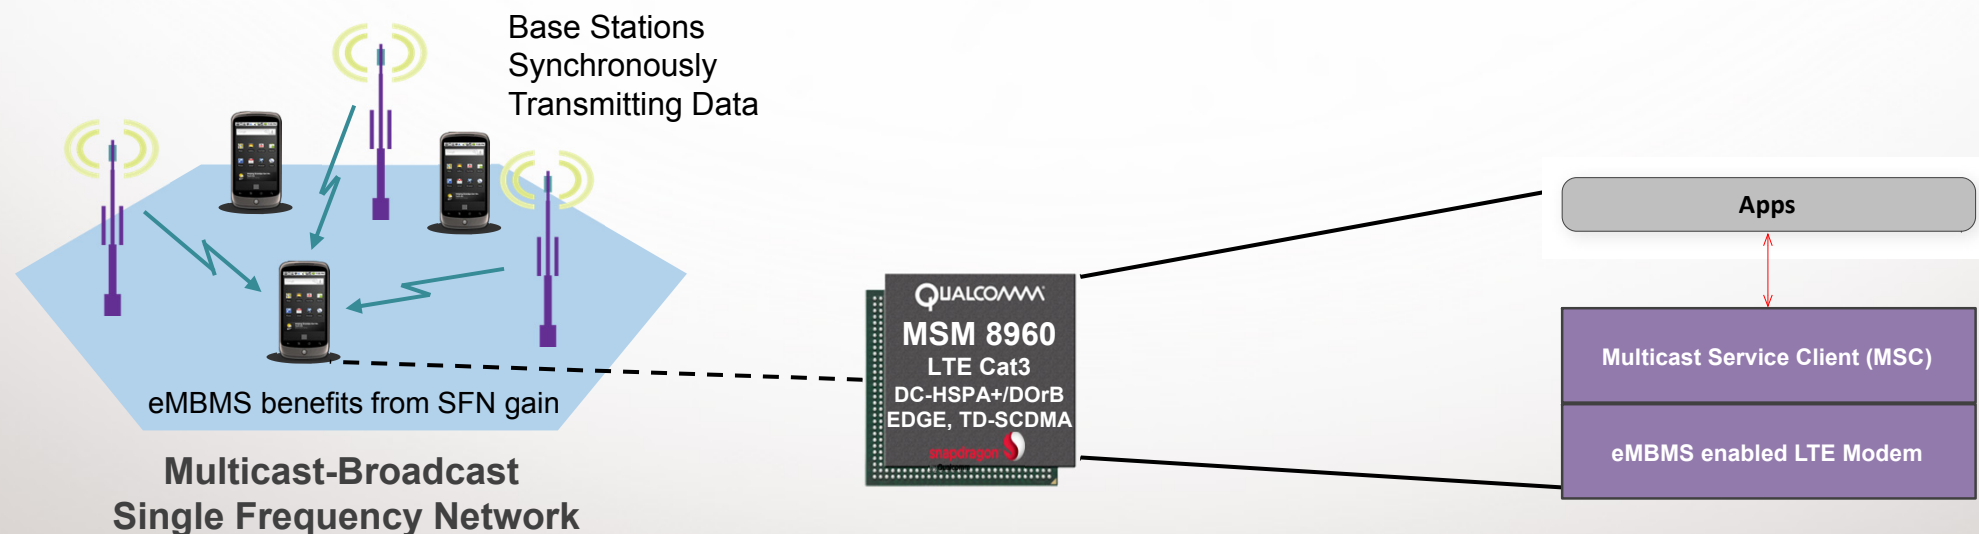 Base Stations
Synchronously
Transmitting Data
eMBMS benefits from SFN gain
Multicast-Broadcast
Single Frequency Network
QUALCOMM
MSM 8960
LTE Cat3
DC-HSPA+/DOrB
EDGE, TD-SCDMA
snapdragon
Qualcomm
Apps
Multicast Service Client (MSC)
eMBMS enabled LTE Modem